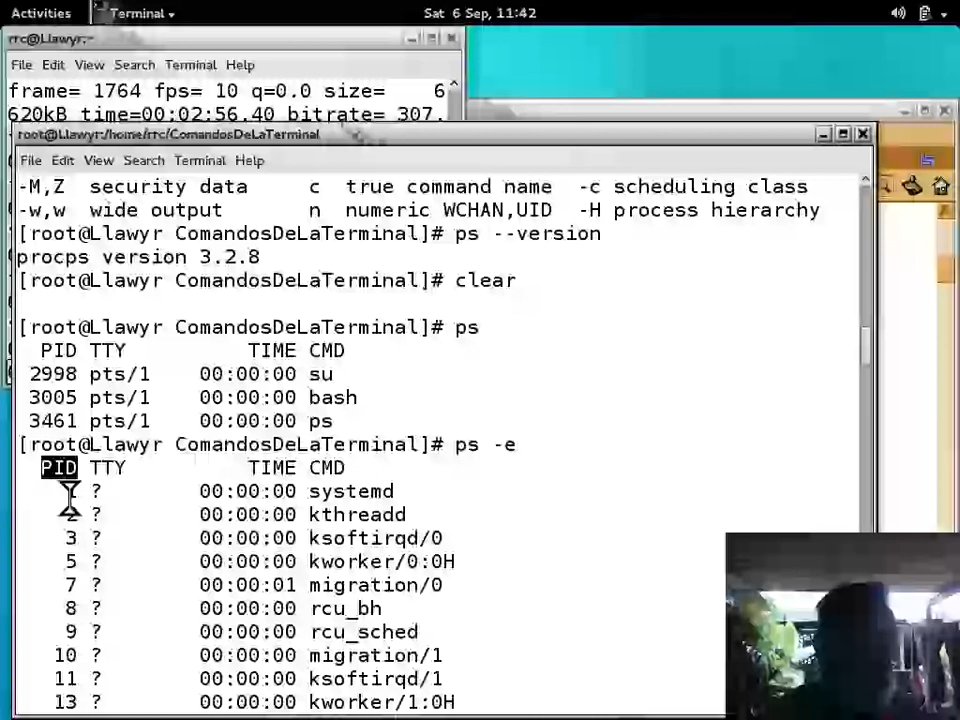 Activities
Terminal
Sat 6 Sep, 11:42
rrc@Llawyr:~
File Edit View Search Terminal Help
frame= 1764 fps= 10 q=0.0 size= 6
620kB time=00:02:56.40 bitrate= 307.
root@Llawyr:/home/rrc/ComandosDeLaTerminal
File Edit View Search Terminal Help
-M,Z security data c true command name -c scheduling class
-w,w wide output n numeric WCHAN,UID -H process hierarchy
[root@Llawyr ComandosDeLaTerminal]# ps --version
procps version 3.2.8
[root@Llawyr ComandosDeLaTerminal]# clear
[root@Llawyr ComandosDeLaTerminal]# ps
PID TTY TIME CMD
2998 pts/1 00:00:00 su
3005 pts/1 00:00:00 bash
3461 pts/1 00:00:00 ps
[root@Llawyr ComandosDeLaTerminal]# ps -e
PID TTY TIME CMD
1 ? 00:00:00 systemd
2 ? 00:00:00 kthreadd
3 ? 00:00:00 ksoftirqd/0
5 ? 00:00:00 kworker/0:0H
7 ? 00:00:01 migration/0
8 ? 00:00:00 rcu_bh
9 ? 00:00:00 rcu_sched
10 ? 00:00:00 migration/1
11 ? 00:00:00 ksoftirqd/1
13 ? 00:00:00 kworker/1:0H